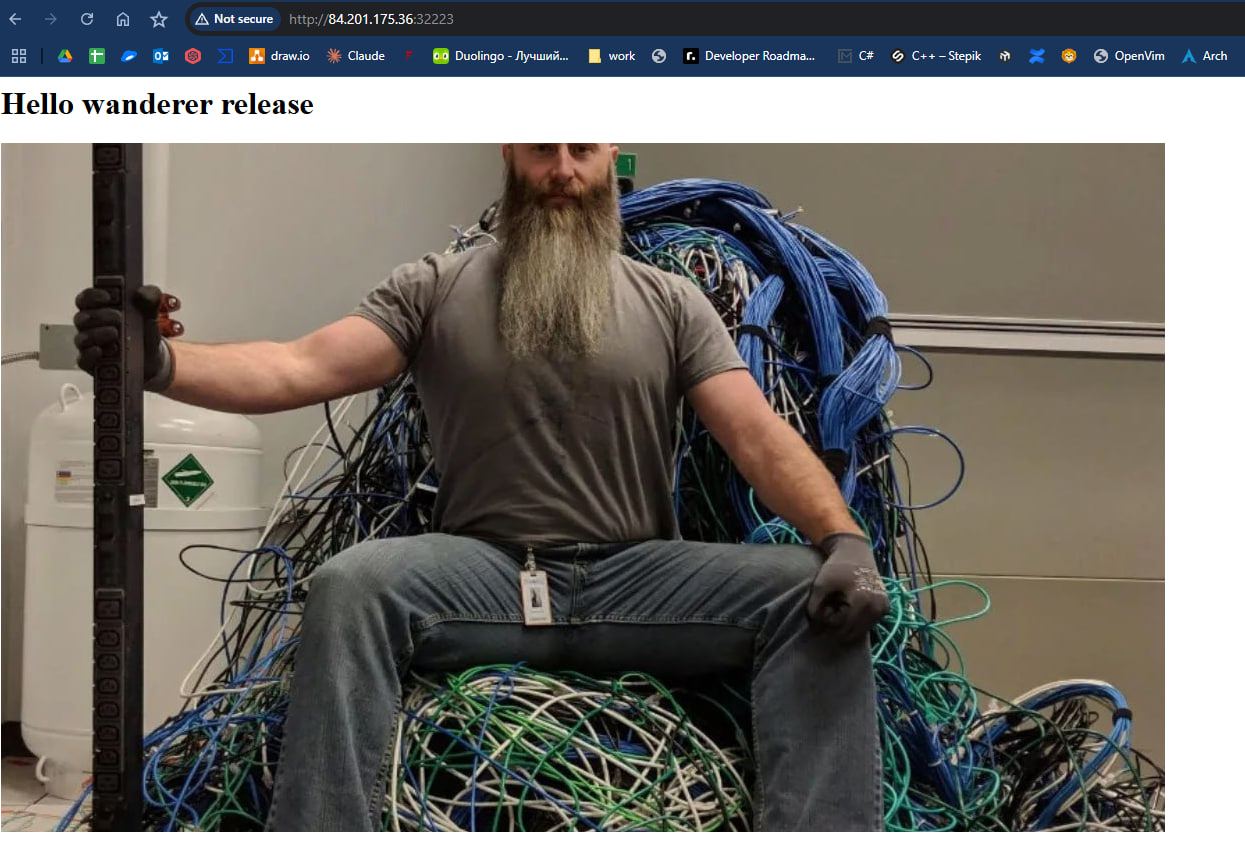 Not secure http://84.201.175.36:32223
draw.io Claude Duolingo - Лучший... work Developer Roadma... C# C++ – Stepik OpenVim Arch
Hello wanderer release
1